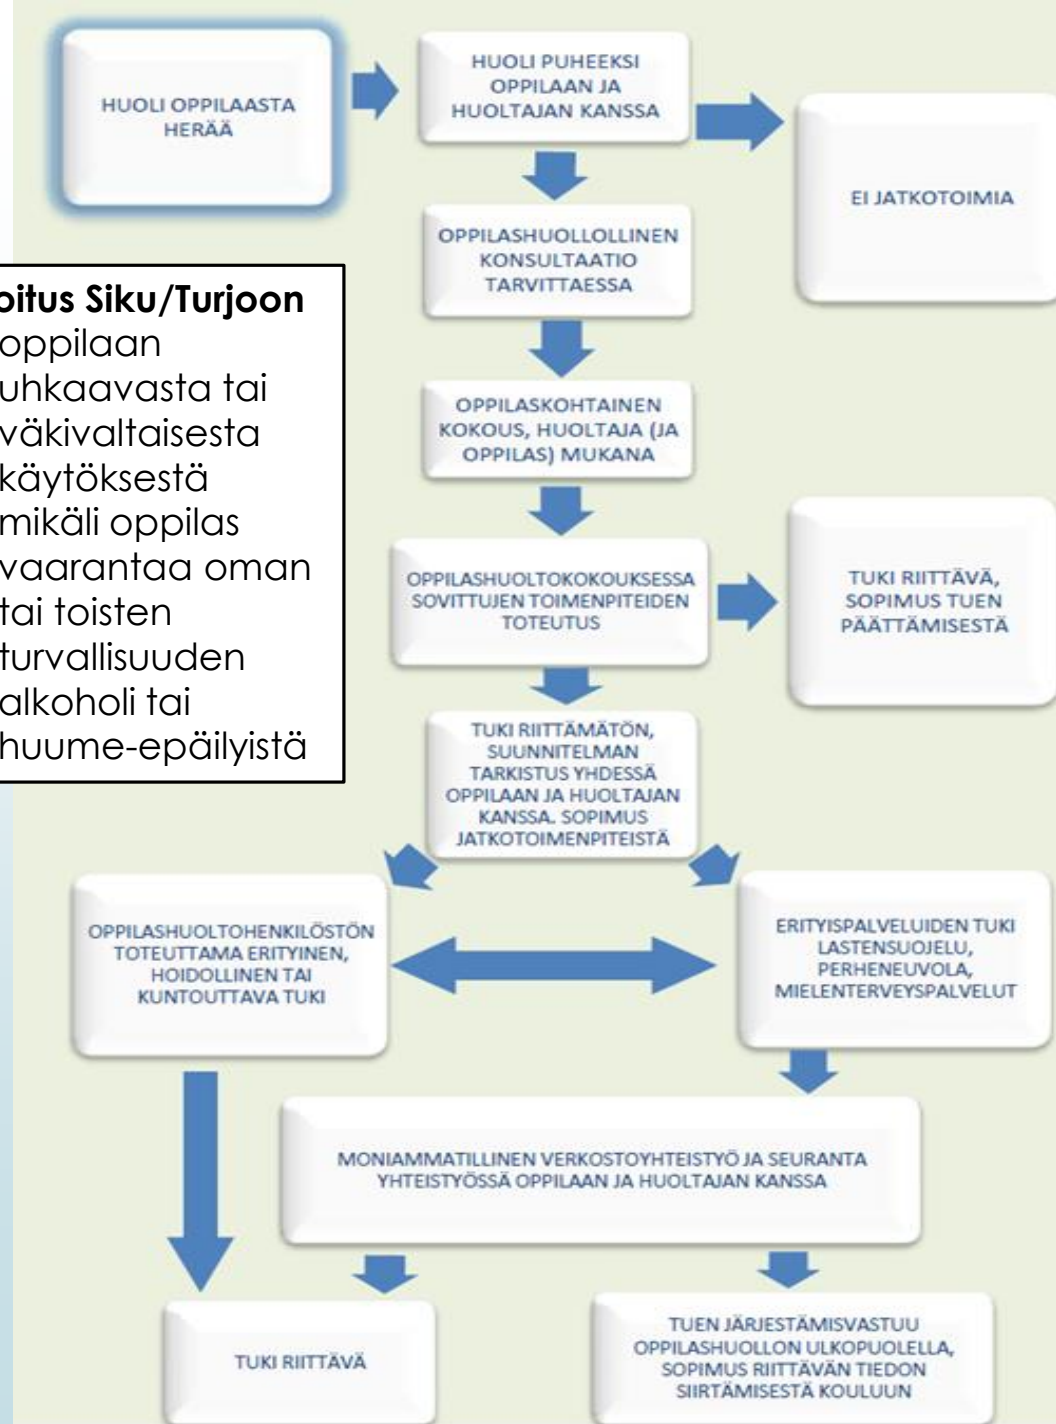 HUOLI OPPILAASTA
HERÄÄ
HUOLI PUHEEKSI
OPPILAAN JA
HUOLTAJAN KANSSA
EI JATKOTOIMIA
OPPILASHUOLLOLLINEN
KONSULTAATIO
TARVITTAESSA
oitus Siku/Turjoon
oppilaan
uhkaavasta tai
väkivaltaisesta
käytöksestä
mikäli oppilas
vaarantaa oman
tai toisten
turvallisuuden
alkoholi tai
huume-epäilyistä
OPPILASKOHTAINEN
KOKOUS, HUOLTAJA (JA
OPPILAS) MUKANA
OPPILASHUOLTOKOKOUKSESSA
SOVITTUJEN TOIMENPITEIDEN
TOTEUTUS
TUKI RIITTÄVÄ,
SOPIMUS TUEN
PÄÄTTÄMISESTÄ
TUKI RIITTÄMÄTÖN,
SUUNNITELMAN
TARKISTUS YHDESSÄ
OPPILAAN JA HUOLTAJAN
KANSSA. SOPIMUS
JATKOTOIMENPITEISTÄ
OPPILASHUOLTOHENKILÖSTÖN
TOTEUTTAMA ERITYINEN,
HOIDOLLINEN TAI
KUNTOUTTAVA TUKI
ERITYISPALVELUIDEN TUKI
LASTENSUOJELU,
PERHENEUVOLA,
MIELENTERVEYSPALVELUT
MONIAMMATILLINEN VERKOSTOYHTEISTYÖ JA SEURANTA
YHTEISTYÖSSÄ OPPILAAN JA HUOLTAJAN KANSSA
TUKI RIITTÄVÄ
TUEN JÄRJESTÄMISVASTUU
OPPILASHUOLLON ULKOPUOLELLA,
SOPIMUS RIITTÄVÄN TIEDON
SIIRTÄMISESTÄ KOULUUN